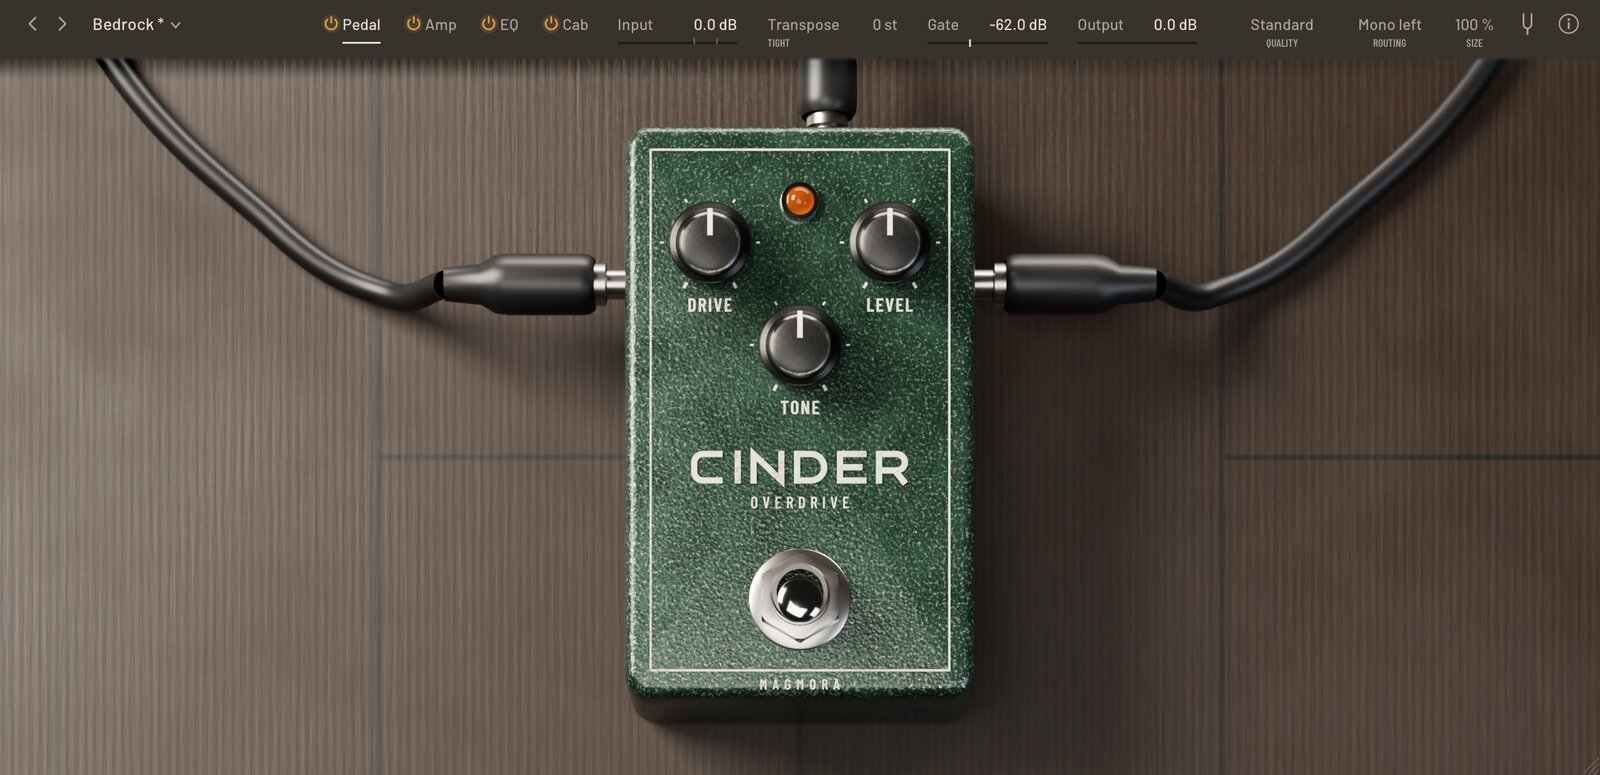 Bedrock *
Pedal
Amp
EQ
Cab
Input 0.0 dB
Transpose 0 st
TIGHT
Gate -62.0 dB
Output 0.0 dB
Standard
QUALITY
Mono left
ROUTING
100 %
SIZE
DRIVE
LEVEL
TONE
CINDER
OVERDRIVE
MAGMORA